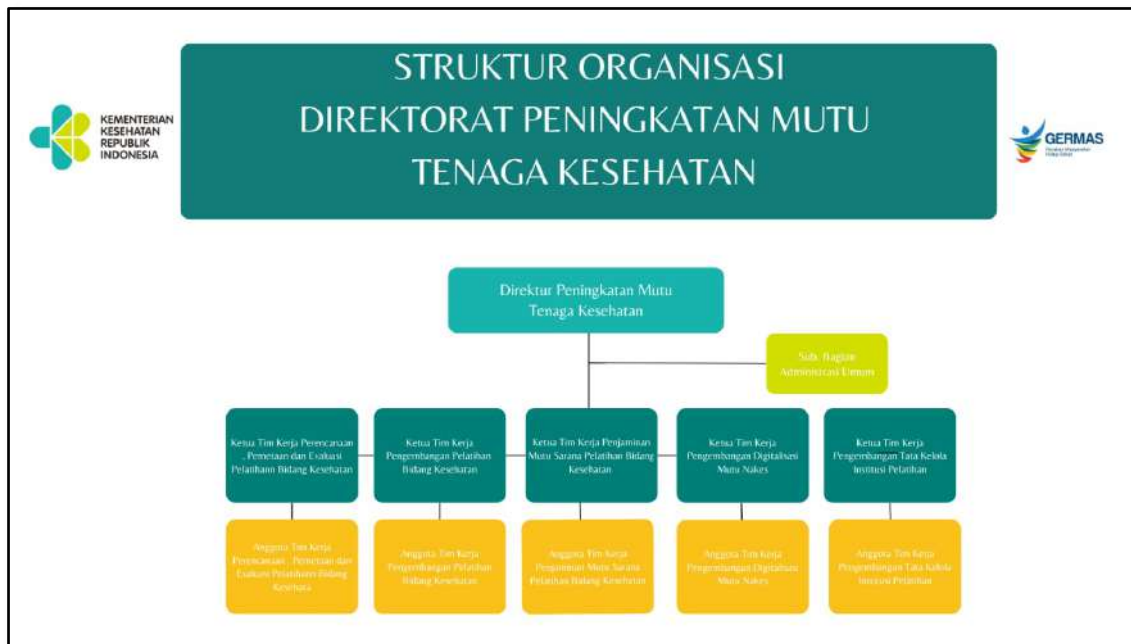 STRUKTUR ORGANISASI
DIREKTORAT PENINGKATAN MUTU
TENAGA KESEHATAN
KEMENTERIAN
KESEHATAN
REPUBLIK
INDONESIA
GERMAS
Direktur Peningkatan Mutu
Tenaga Kesehatan
Sub. Bagian
Administrasi Umum
Ketua Tim Kerja Perencanaan
, Pemetaan dan Evaluasi
Pelatihann Bidang Kesehatan
Ketua Tim Kerja
Pengembangan Pelatihan
Bidang Kesehatan
Ketua Tim Kerja Penjaminan
Mutu Sarana Pelatihan Bidang
Kesehatan
Ketua Tim Kerja
Pengembangan Digitalisasi
Mutu Nakes
Ketua Tim Kerja
Pengembangan Tata Kelola
Institusi Pelatihan
Anggota Tim Kerja
Perencanaan , Pemetaan dan
Evaluasi Pelatihann Bidang
Kesehata
Anggota Tim Kerja
Pengembangan Pelatihan
Bidang Kesehatan
Anggota Tim Kerja
Penjaminan Mutu Sarana
Pelatihan Bidang Kesehatan
Anggota Tim Kerja
Pengembangan Digitalisasi
Mutu Nakes
Anggota Tim Kerja
Pengembangan Tata Kelola
Institusi Pelatihan